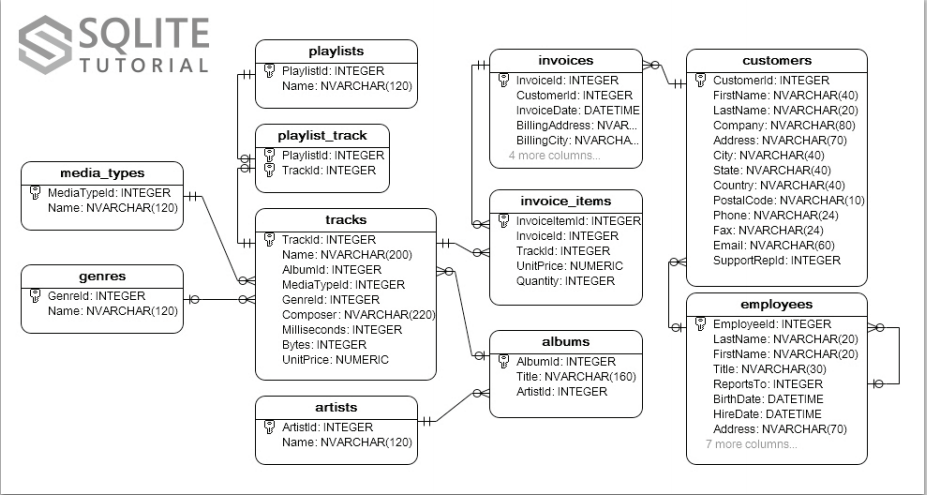 SQLITE
TUTORIAL
playlists
PlaylistId: INTEGER
Name: NVARCHAR(120)
playlist_track
PlaylistId: INTEGER
TrackId: INTEGER
media_types
MediaTypeId: INTEGER
Name: NVARCHAR(120)
genres
GenreId: INTEGER
Name: NVARCHAR(120)
tracks
TrackId: INTEGER
Name: NVARCHAR(200)
AlbumId: INTEGER
MediaTypeId: INTEGER
GenreId: INTEGER
Composer: NVARCHAR(220)
Milliseconds: INTEGER
Bytes: INTEGER
UnitPrice: NUMERIC
artists
ArtistId: INTEGER
Name: NVARCHAR(120)
invoices
InvoiceId: INTEGER
CustomerId: INTEGER
InvoiceDate: DATETIME
BillingAddress: NVAR...
BillingCity: NVARCHA...
4 more columns...
invoice_items
InvoiceItemId: INTEGER
InvoiceId: INTEGER
TrackId: INTEGER
UnitPrice: NUMERIC
Quantity: INTEGER
albums
AlbumId: INTEGER
Title: NVARCHAR(160)
ArtistId: INTEGER
customers
CustomerId: INTEGER
FirstName: NVARCHAR(40)
LastName: NVARCHAR(20)
Company: NVARCHAR(80)
Address: NVARCHAR(70)
City: NVARCHAR(40)
State: NVARCHAR(40)
Country: NVARCHAR(40)
PostalCode: NVARCHAR(10)
Phone: NVARCHAR(24)
Fax: NVARCHAR(24)
Email: NVARCHAR(60)
SupportRepId: INTEGER
employees
EmployeeId: INTEGER
LastName: NVARCHAR(20)
FirstName: NVARCHAR(20)
Title: NVARCHAR(30)
ReportsTo: INTEGER
BirthDate: DATETIME
HireDate: DATETIME
Address: NVARCHAR(70)
7 more columns...